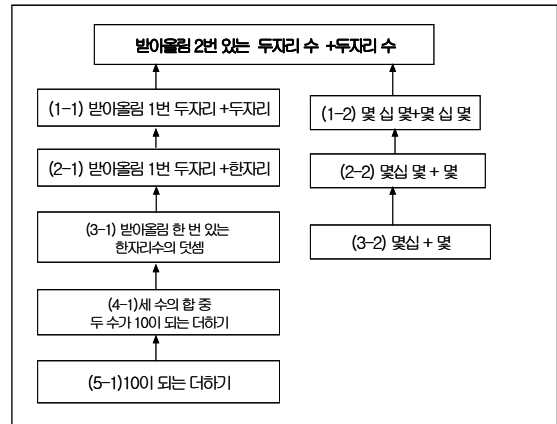 받아올림 2번 있는 두자리 수 +두자리 수
(1-1) 받아올림 1번 두자리 +두자리
(2-1) 받아올림 1번 두자리 +한자리
(3-1) 받아올림 한 번 있는
한자리수의 덧셈
(4-1)세 수의 합 중
두 수가 10이 되는 더하기
(5-1)10이 되는 더하기
(1-2) 몇 십 몇+몇 십 몇
(2-2) 몇십 몇 + 몇
(3-2) 몇십 + 몇